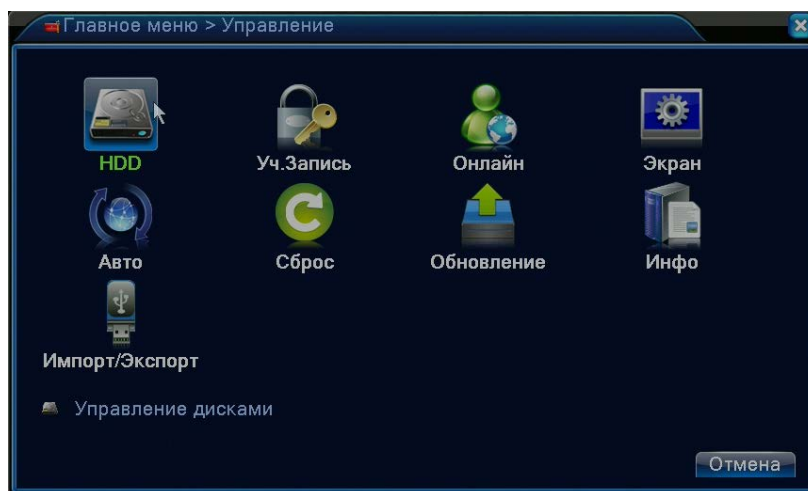 Главное меню > Управление
HDD
Уч.Запись
Онлайн
Экран
Авто
Сброс
Обновление
Инфо
Импорт/Экспорт
Управление дисками
Отмена